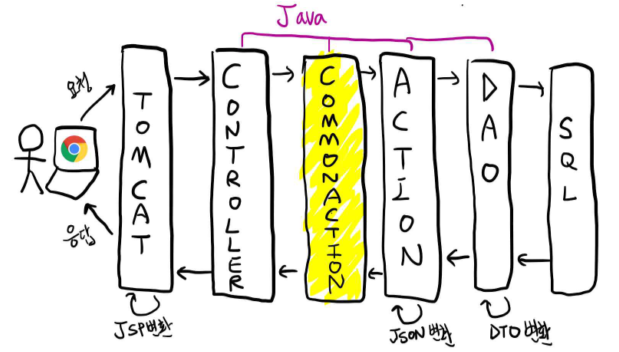 Java
요청
TOMCAT
CONTROLLER
COMMONACTION
ACTION
DAO
SQL
응답
JSP변환
JSON변환
DTO변환